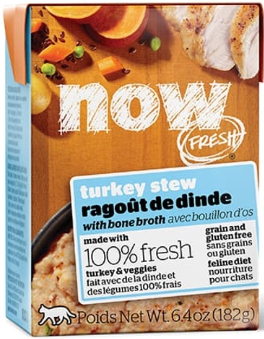 now
FRESH®
turkey stew
ragoût de dinde
with bone broth avec bouillon d'os
made with
100% fresh
turkey & veggies
fait avec de la dinde et
des légumes 100% frais
grain and
gluten free
sans grains
ou gluten
feline diet
nourriture
pour chats
Poids Net Wt. 6.4oz (182g)